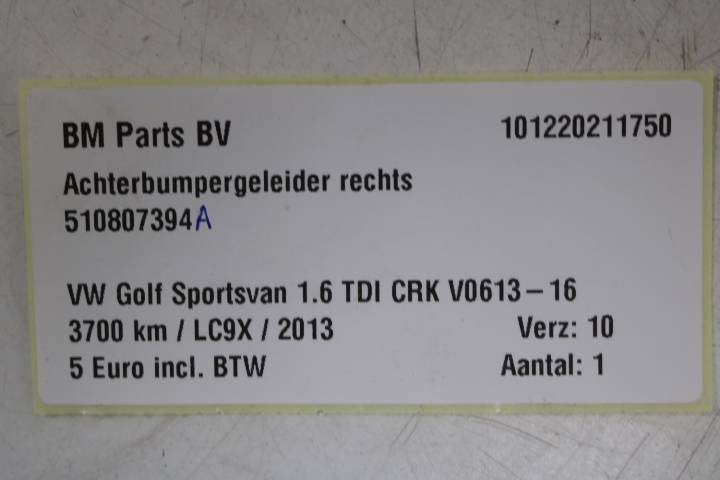 BM Parts BV 101220211750
Achterbumpergeleider rechts
510807394A
VW Golf Sportsvan 1.6 TDI CRK V0613-16
3700 km / LC9X / 2013 Verz: 10
5 Euro incl. BTW Aantal: 1